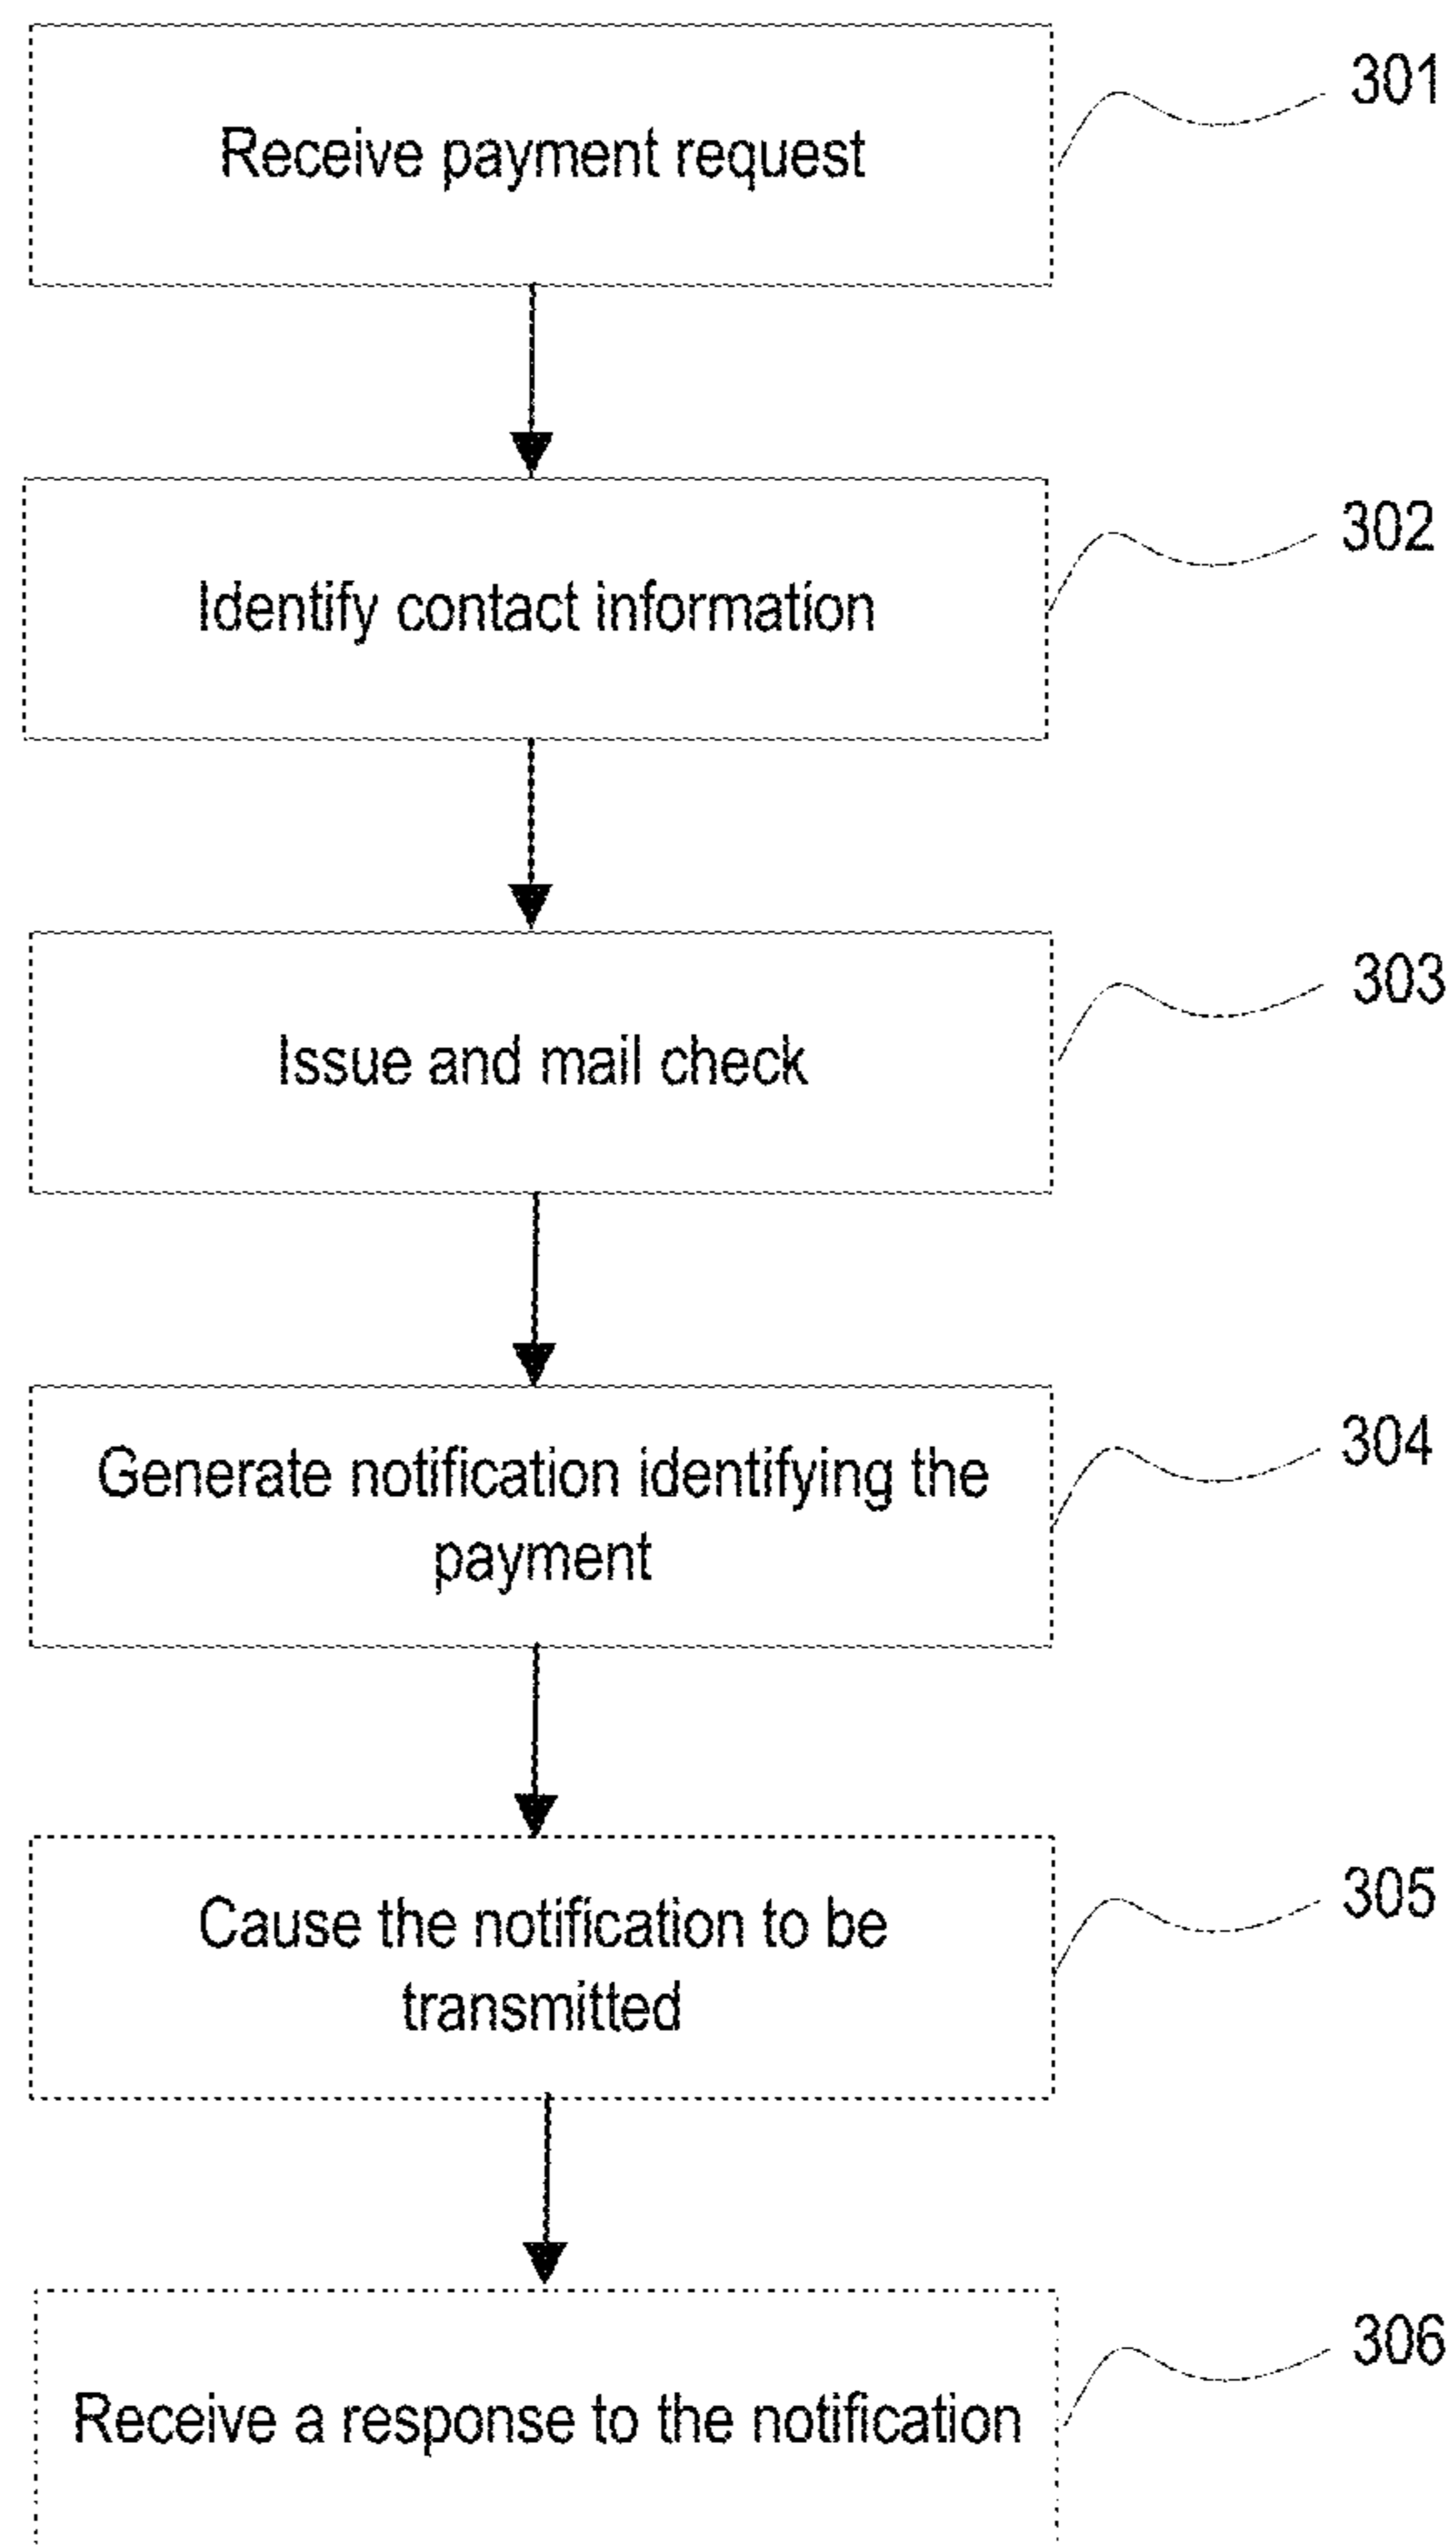 301
Receive payment request
302
Identify contact information
303
Issue and mail check
304
Generate notification identifying the
payment
305
Cause the notification to be
transmitted
306
Receive a response to the notification